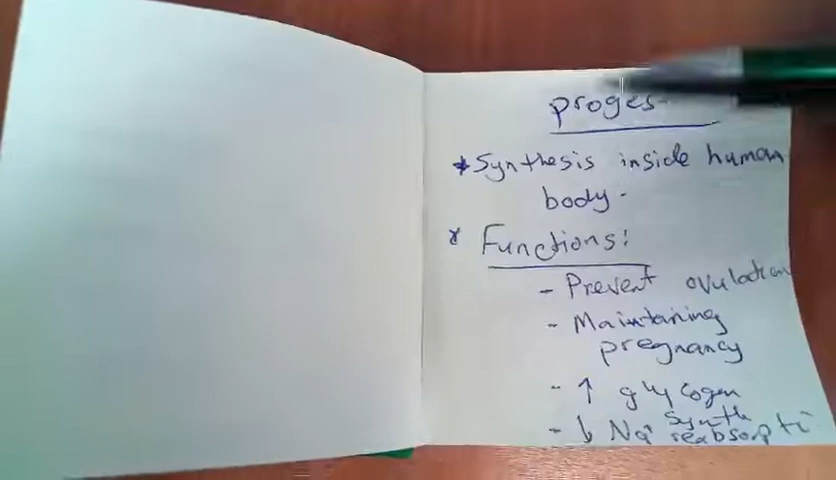 proges-
* Synthesis inside human
body-
* Functions:
- Prevent ovulation
- Maintaining
pregnancy
- ↑ glycogen
synth
- ↓ Na⁺ reabsorpti